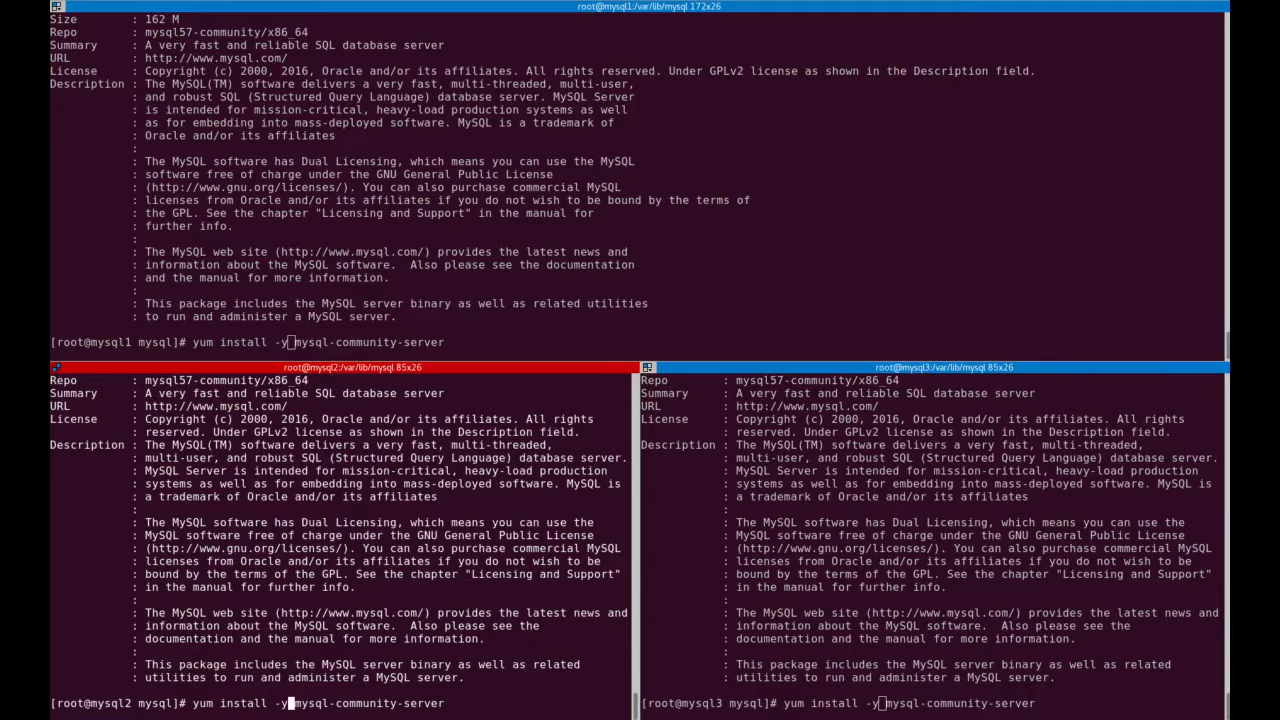 root@mysql1:/var/lib/mysql 172x26
Size        : 162 M
Repo        : mysql57-community/x86_64
Summary     : A very fast and reliable SQL database server
URL         : http://www.mysql.com/
License     : Copyright (c) 2000, 2016, Oracle and/or its affiliates. All rights reserved. Under GPLv2 license as shown in the Description field.
Description : The MySQL(TM) software delivers a very fast, multi-threaded, multi-user,
            : and robust SQL (Structured Query Language) database server. MySQL Server
            : is intended for mission-critical, heavy-load production systems as well
            : as for embedding into mass-deployed software. MySQL is a trademark of
            : Oracle and/or its affiliates
            :
            : The MySQL software has Dual Licensing, which means you can use the MySQL
            : software free of charge under the GNU General Public License
            : (http://www.gnu.org/licenses/). You can also purchase commercial MySQL
            : licenses from Oracle and/or its affiliates if you do not wish to be bound by the terms of
            : the GPL. See the chapter "Licensing and Support" in the manual for
            : further info.
            :
            : The MySQL web site (http://www.mysql.com/) provides the latest news and
            : information about the MySQL software.  Also please see the documentation
            : and the manual for more information.
            :
            : This package includes the MySQL server binary as well as related utilities
            : to run and administer a MySQL server.
[root@mysql1 mysql]# yum install -y mysql-community-server
root@mysql2:/var/lib/mysql 85x26
Repo        : mysql57-community/x86_64
Summary     : A very fast and reliable SQL database server
URL         : http://www.mysql.com/
License     : Copyright (c) 2000, 2016, Oracle and/or its affiliates. All rights
            : reserved. Under GPLv2 license as shown in the Description field.
Description : The MySQL(TM) software delivers a very fast, multi-threaded,
            : multi-user, and robust SQL (Structured Query Language) database server.
            : MySQL Server is intended for mission-critical, heavy-load production
            : systems as well as for embedding into mass-deployed software. MySQL is
            : a trademark of Oracle and/or its affiliates
            :
            : The MySQL software has Dual Licensing, which means you can use the
            : MySQL software free of charge under the GNU General Public License
            : (http://www.gnu.org/licenses/). You can also purchase commercial MySQL
            : licenses from Oracle and/or its affiliates if you do not wish to be
            : bound by the terms of the GPL. See the chapter "Licensing and Support"
            : in the manual for further info.
            :
            : The MySQL web site (http://www.mysql.com/) provides the latest news and
            : information about the MySQL software.  Also please see the
            : documentation and the manual for more information.
            :
            : This package includes the MySQL server binary as well as related
            : utilities to run and administer a MySQL server.
[root@mysql2 mysql]# yum install -y mysql-community-server
root@mysql3:/var/lib/mysql 85x26
Repo        : mysql57-community/x86_64
Summary     : A very fast and reliable SQL database server
URL         : http://www.mysql.com/
License     : Copyright (c) 2000, 2016, Oracle and/or its affiliates. All rights
            : reserved. Under GPLv2 license as shown in the Description field.
Description : The MySQL(TM) software delivers a very fast, multi-threaded,
            : multi-user, and robust SQL (Structured Query Language) database server.
            : MySQL Server is intended for mission-critical, heavy-load production
            : systems as well as for embedding into mass-deployed software. MySQL is
            : a trademark of Oracle and/or its affiliates
            :
            : The MySQL software has Dual Licensing, which means you can use the
            : MySQL software free of charge under the GNU General Public License
            : (http://www.gnu.org/licenses/). You can also purchase commercial MySQL
            : licenses from Oracle and/or its affiliates if you do not wish to be
            : bound by the terms of the GPL. See the chapter "Licensing and Support"
            : in the manual for further info.
            :
            : The MySQL web site (http://www.mysql.com/) provides the latest news and
            : information about the MySQL software.  Also please see the
            : documentation and the manual for more information.
            :
            : This package includes the MySQL server binary as well as related
            : utilities to run and administer a MySQL server.
[root@mysql3 mysql]# yum install -y mysql-community-server